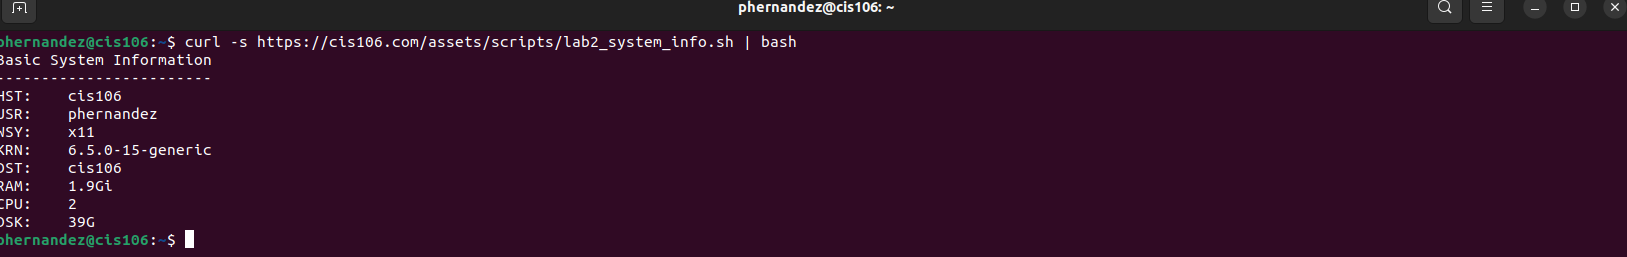 phernandez@cis106: ~
phernandez@cis106:~$ curl -s https://cis106.com/assets/scripts/lab2_system_info.sh | bash
Basic System Information
------------------------
HST:    cis106
USR:    phernandez
WSY:    x11
KRN:    6.5.0-15-generic
DST:    cis106
RAM:    1.9Gi
CPU:    2
DSK:    39G
phernandez@cis106:~$